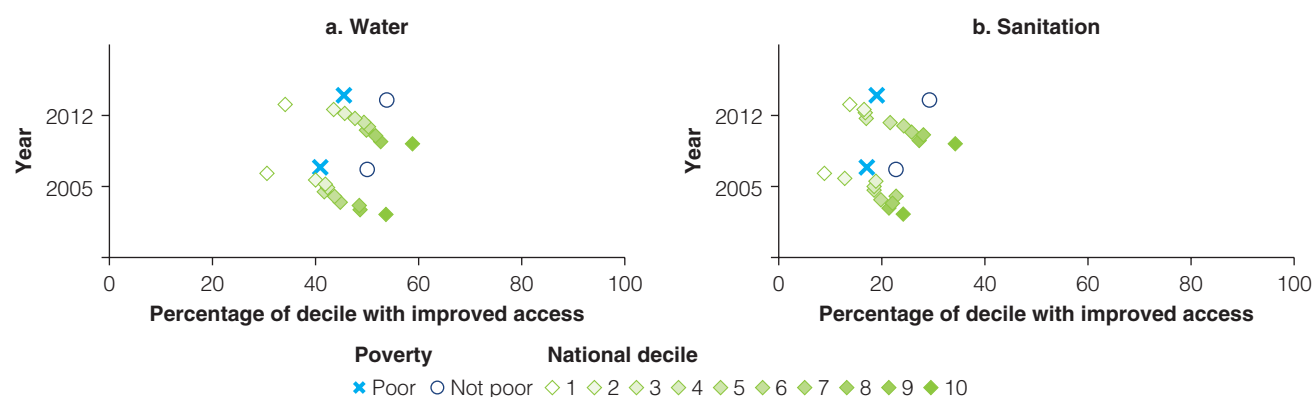 a. Water
Year
2012
2005
0 20 40 60 80 100
Percentage of decile with improved access
b. Sanitation
Year
2012
2005
0 20 40 60 80 100
Percentage of decile with improved access
Poverty National decile
Poor Not poor 1 2 3 4 5 6 7 8 9 10